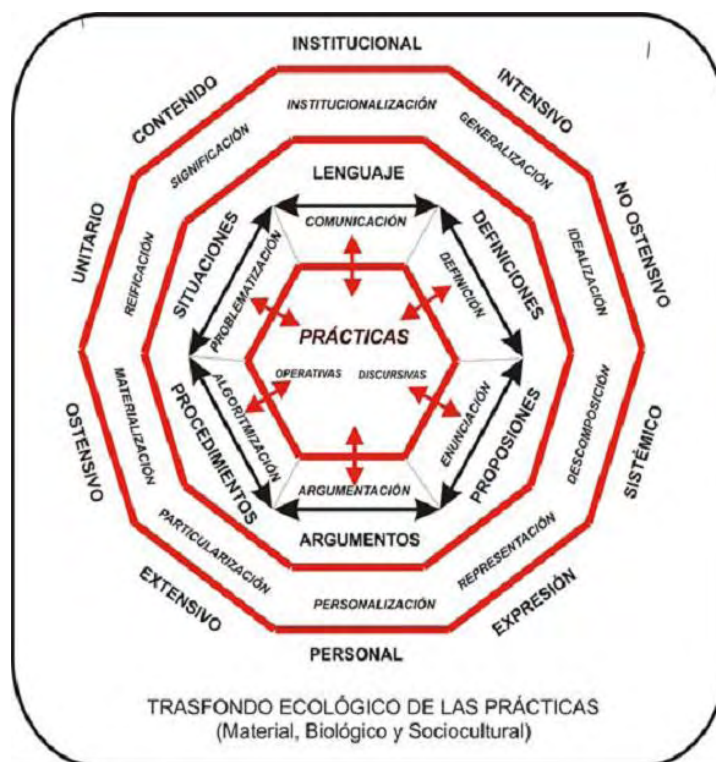 INSTITUCIONAL
CONTENIDO
INTENSIVO
INSTITUCIONALIZACIÓN
SIGNIFICACIÓN
GENERALIZACIÓN
LENGUAJE
UNITARIO
NO OSTENSIVO
COMUNICACIÓN
SITUACIONES
DEFINICIONES
REIFICACIÓN
IDEALIZACIÓN
PROBLEMATIZACIÓN
DEFINICIÓN
PRÁCTICAS
OPERATIVAS
DISCURSIVAS
MATERIALIZACIÓN
ALGORITMIZACIÓN
ENUNCIACIÓN
DESCOMPOSICIÓN
OSTENSIVO
PROCEDIMIENTOS
PROPOSIONES
SISTÉMICO
ARGUMENTACIÓN
PARTICULARIZACIÓN
ARGUMENTOS
REPRESENTACIÓN
EXTENSIVO
PERSONALIZACIÓN
EXPRESIÓN
PERSONAL
TRASFONDO ECOLÓGICO DE LAS PRÁCTICAS
(Material, Biológico y Sociocultural)